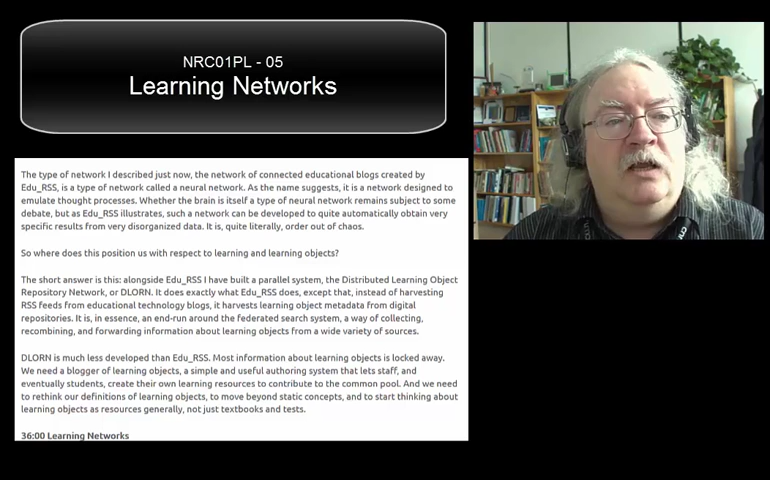 NRC01PL - 05
Learning Networks
The type of network I described just now, the network of connected educational blogs created by
Edu_RSS, is a type of network called a neural network. As the name suggests, it is a network designed to
emulate thought processes. Whether the brain is itself a type of neural network remains subject to some
debate, but as Edu_RSS illustrates, such a network can be developed to quite automatically obtain very
specific results from very disorganized data. It is, quite literally, order out of chaos.
So where does this position us with respect to learning and learning objects?
The short answer is this: alongside Edu_RSS I have built a parallel system, the Distributed Learning Object
Repository Network, or DLORN. It does exactly what Edu_RSS does, except that, instead of harvesting
RSS feeds from educational technology blogs, it harvests learning object metadata from digital
repositories. It is, in essence, an end-run around the federated search system, a way of collecting,
recombining, and forwarding information about learning objects from a wide variety of sources.
DLORN is much less developed than Edu_RSS. Most information about learning objects is locked away.
We need a blogger of learning objects, a simple and useful authoring system that lets staff, and
eventually students, create their own learning resources to contribute to the common pool. And we need
to rethink our definitions of learning objects, to move beyond static concepts, and to start thinking about
learning objects as resources generally, not just textbooks and tests.
36:00 Learning Networks